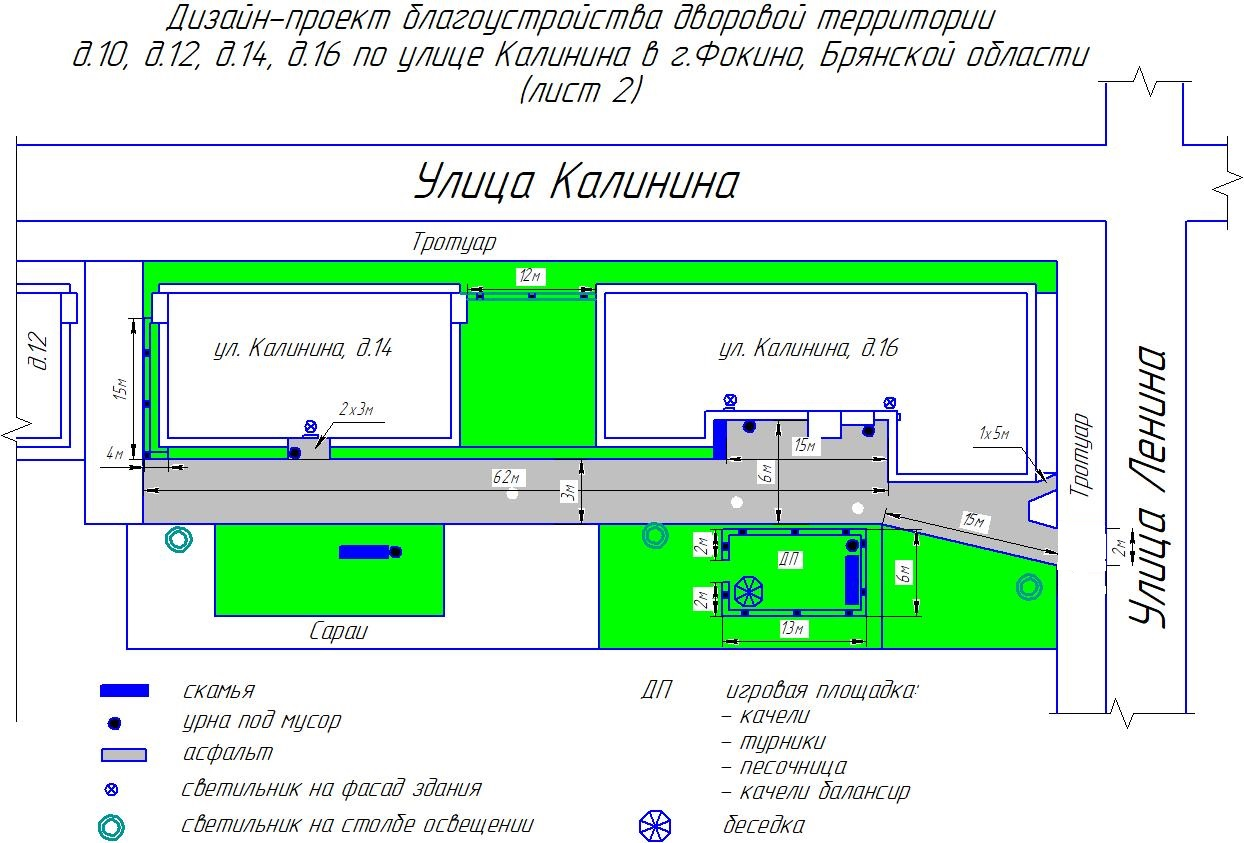 Дизайн-проект благоустройства дворовой территории
д.10, д.12, д.14, д.16 по улице Калинина в г.Фокино, Брянской области
(лист 2)
Улица Калинина
Тротуар
12м
д.12
ул. Калинина, д.14
ул. Калинина, д.16
15м
2х3м
1х5м
Тротуар
Улица Ленина
4м
15м
6м
62м
3м
15м
2м
2м
ДП
6м
2м
13м
Сараи
скамья
урна под мусор
асфальт
светильник на фасад здания
светильник на столбе освещении
ДП игровая площадка:
- качели
- турники
- песочница
- качели балансир
беседка